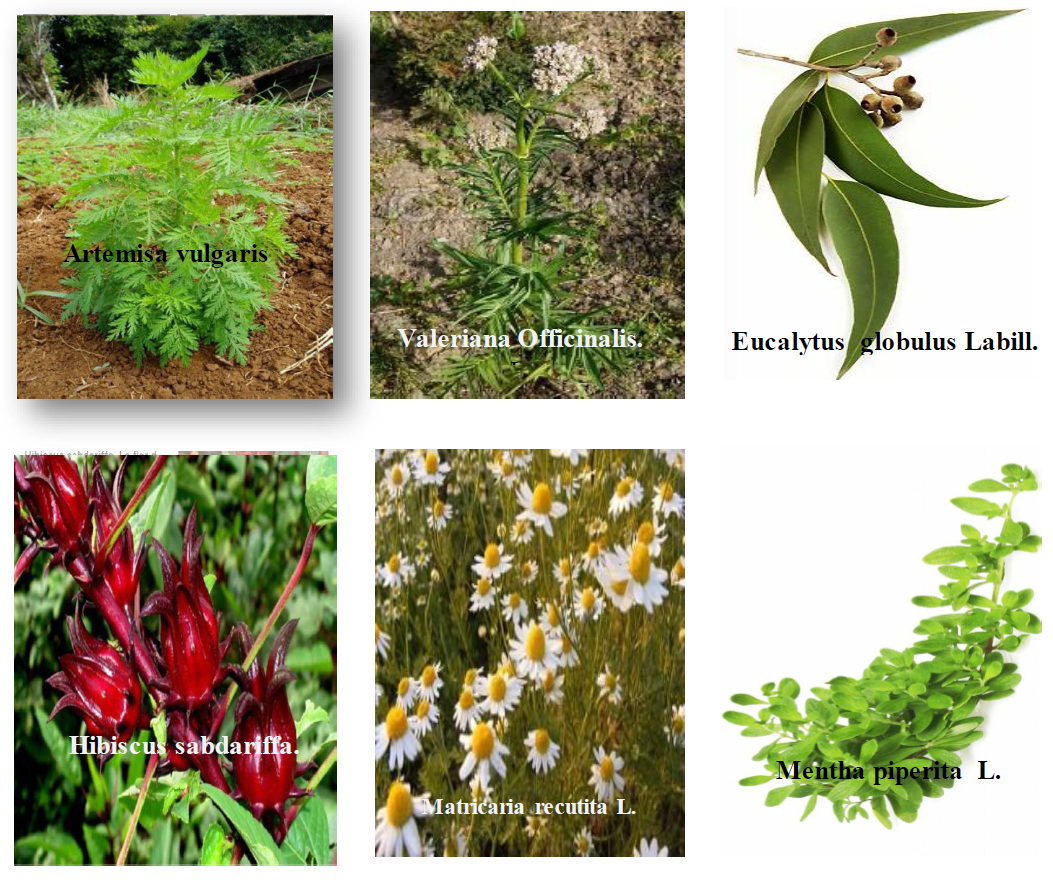 Artemisa vulgaris
Valeriana Officinalis.
Eucalytus globulus Labill.
Hibiscus sabdariffa.
Matricaria recutita L.
Mentha piperita L.